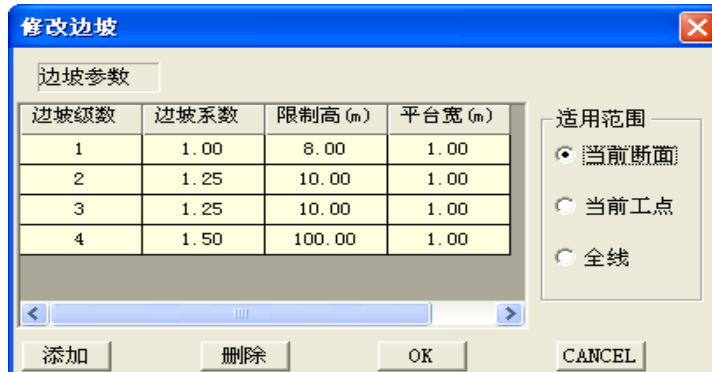 修改边坡
边坡参数
边坡级数 边坡系数 限制高(m) 平台宽(m)
1 1.00 8.00 1.00
2 1.25 10.00 1.00
3 1.25 10.00 1.00
4 1.50 100.00 1.00
适用范围
当前断面
当前工点
全线
添加 删除 OK CANCEL